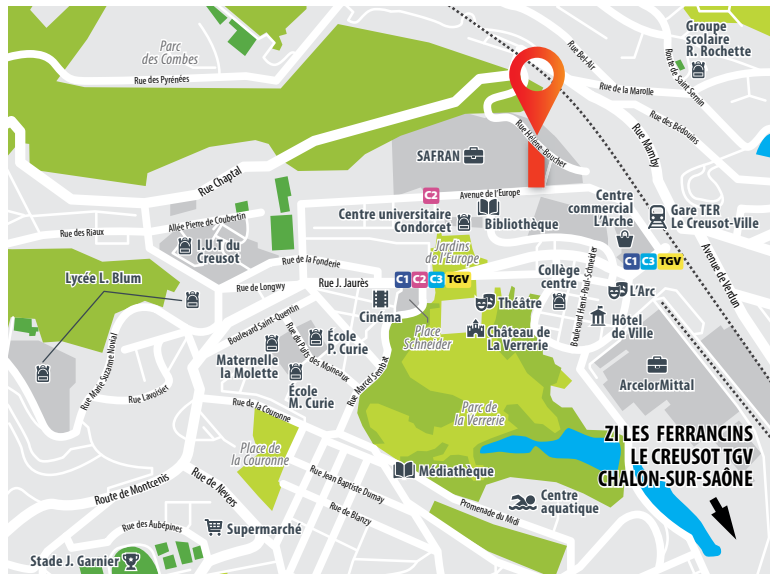 Groupe
scolaire
R. Rochette
Parc
des Combes
Rue des Pyrénées
Rue Bel-Air
Route de Saint Sernin
Rue de la Marolle
Rue des Bédouins
Rue Mamby
Rue Hélène-Boucher
SAFRAN
Rue Chaptal
C2
Avenue de l'Europe
Centre
commercial
L'Arche
Gare TER
Le Creusot-Ville
Allée Pierre de Coubertin
Centre universitaire
Condorcet
Bibliothèque
Rue des Riaux
I.U.T du
Creusot
Jardins
de l'Europe
Avenue de Verdun
Rue de la Fonderie
C1 C3 TGV
Lycée L. Blum
Rue de Longwy
Rue J. Jaurès
C1 C2 C3 TGV
Collège
centre
L'Arc
Boulevard Henri-Paul-Schneider
Cinéma
Théâtre
Place
Schneider
Hôtel
de Ville
Boulevard Saint-Quentin
Rue du Puits des Moineaux
École
P. Curie
Château de
La Verrerie
Maternelle
la Molette
École
M. Curie
Rue Marcel Sembat
ArcelorMittal
Rue Marie Suzanne Novial
Rue Lavoisiet
Rue de la Couronne
Parc de
la Verrerie
Place de
la Couronne
ZI LES FERRANCINS
LE CREUSOT TGV
CHALON-SUR-SAÔNE
Médiathèque
Rue Jean Baptiste Dumay
Route de Montcenis
Rue de Nevers
Rue de Blanzy
Promenade du Midi
Centre
aquatique
Rue des Aubépines
Supermarché
Stade J. Garnier